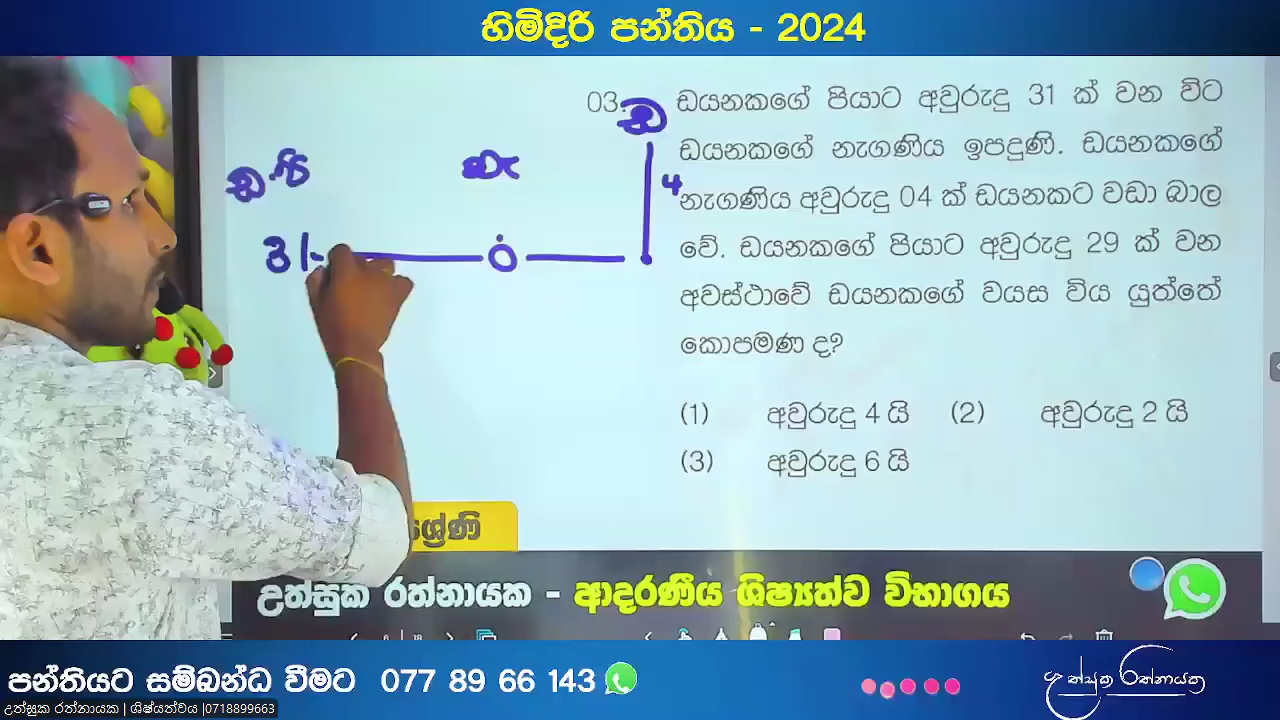 හිමිදිරි පන්තිය - 2024
03. ඩයනකගේ පියාට අවුරුදු 31 ක් වන විට
ඩයනකගේ නැගණිය ඉපදුණි. ඩයනකගේ
නැගණිය අවුරුදු 04 ක් ඩයනකට වඩා බාල
වේ. ඩයනකගේ පියාට අවුරුදු 29 ක් වන
අවස්ථාවේ ඩයනකගේ වයස විය යුත්තේ
කොපමණ ද?
(1) අවුරුදු 4 යි (2) අවුරුදු 2 යි
(3) අවුරුදු 6 යි
ඩ
ඩ පි
නැ
4
31
0
ශ්‍රේණි
උත්සුක රත්නායක - ආදරණීය ශිෂ්‍යත්ව විභාගය
පන්තියට සම්බන්ධ වීමට 077 89 66 143
උත්සුක රත්නායක
උත්සුක රත්නායක | ශිෂ්යත්වය |0718899663